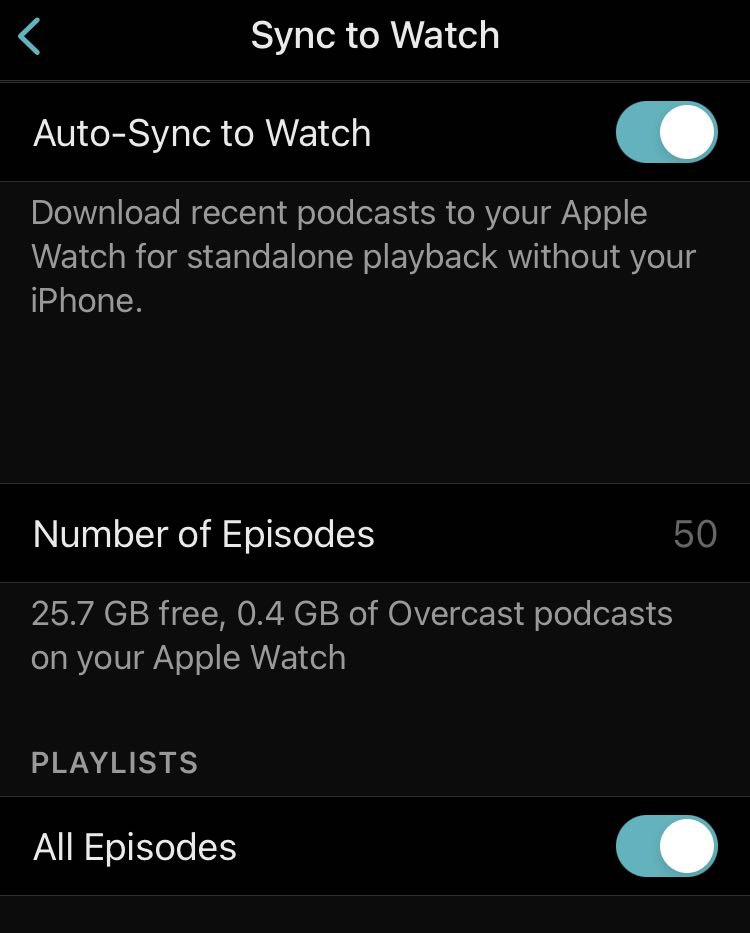 Sync to Watch
Auto-Sync to Watch
Download recent podcasts to your Apple
Watch for standalone playback without your
iPhone.
Number of Episodes 50
25.7 GB free, 0.4 GB of Overcast podcasts
on your Apple Watch
PLAYLISTS
All Episodes